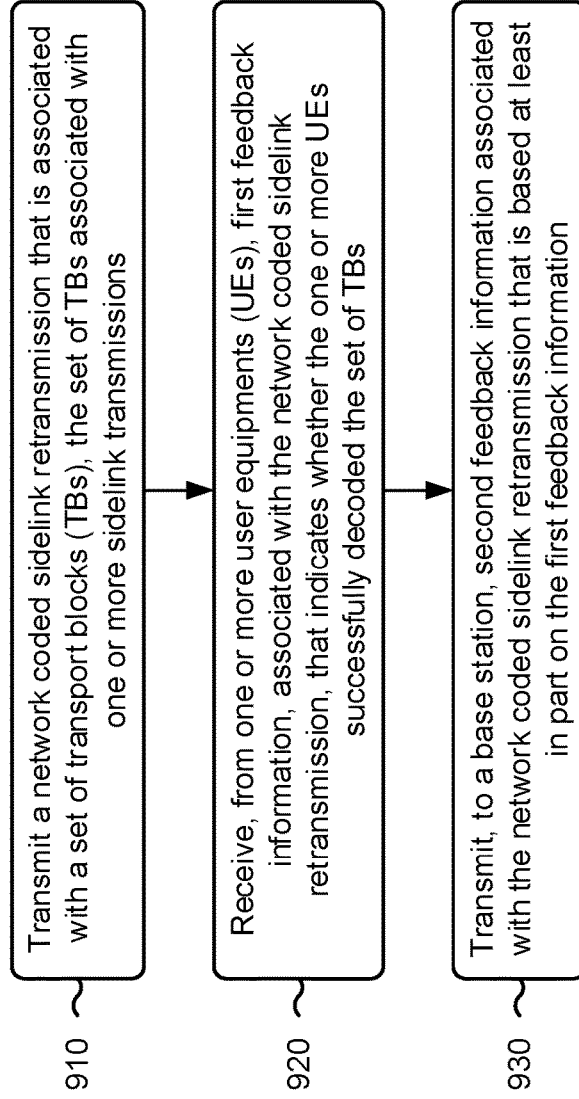 910
Transmit a network coded sidelink retransmission that is associated
with a set of transport blocks (TBs), the set of TBs associated with
one or more sidelink transmissions
920
Receive, from one or more user equipments (UEs), first feedback
information, associated with the network coded sidelink
retransmission, that indicates whether the one or more UEs
successfully decoded the set of TBs
930
Transmit, to a base station, second feedback information associated
with the network coded sidelink retransmission that is based at least
in part on the first feedback information